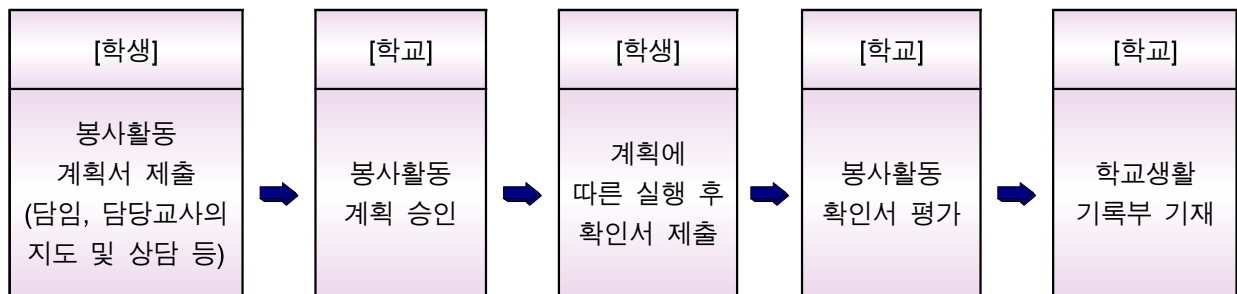 [학생]
봉사활동
계획서 제출
(담임, 담당교사의
지도 및 상담 등)
[학교]
봉사활동
계획 승인
[학생]
계획에
따른 실행 후
확인서 제출
[학교]
봉사활동
확인서 평가
[학교]
학교생활
기록부 기재